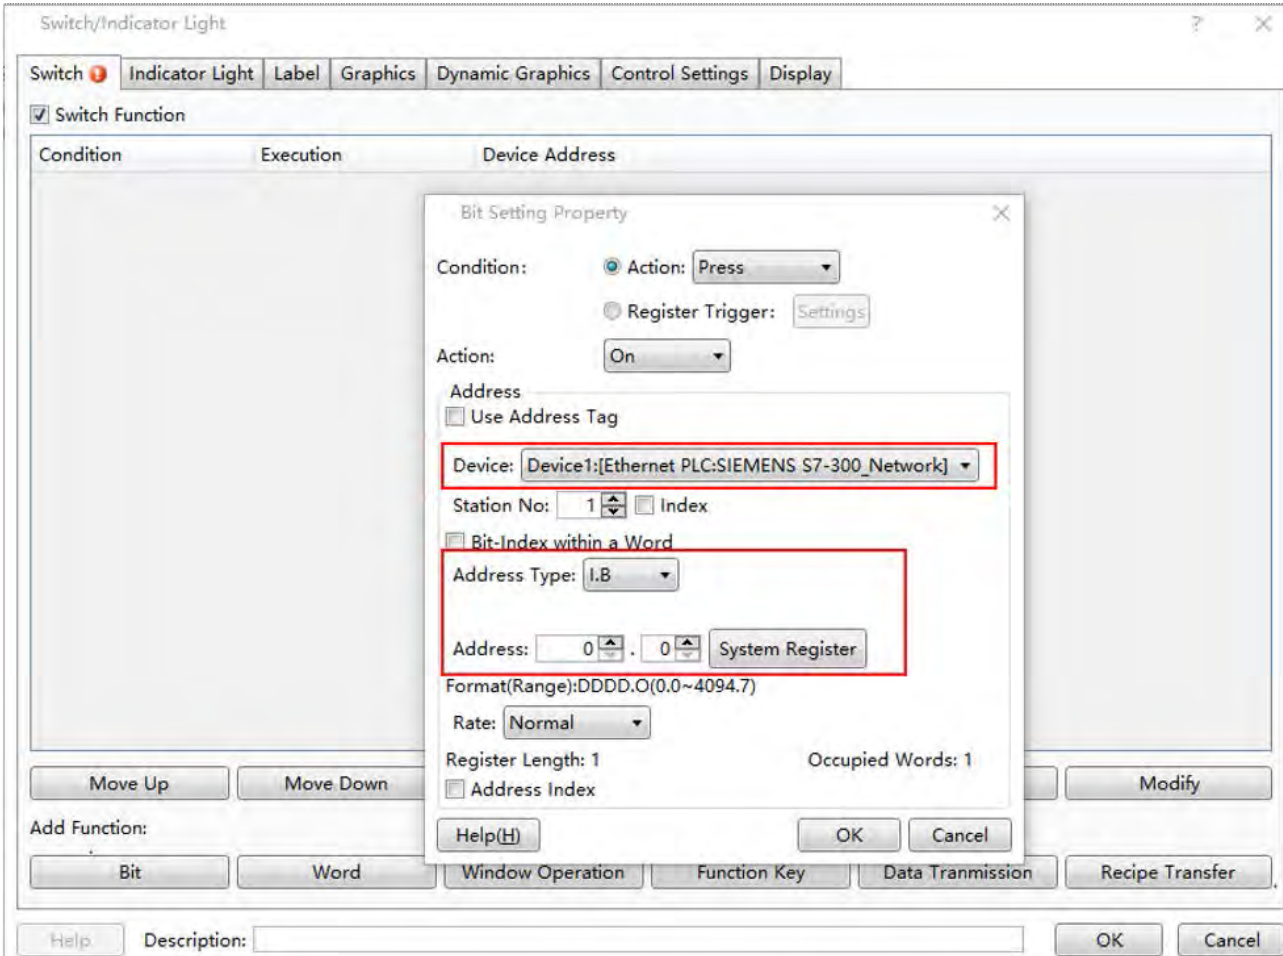 Switch/Indicator Light ?
Switch Indicator Light Label Graphics Dynamic Graphics Control Settings Display
Switch Function
Condition Execution Device Address
Bit Setting Property
Condition: Action: Press
Register Trigger: Settings
Action: On
Address
Use Address Tag
Device: Device1:[Ethernet PLC:SIEMENS S7-300_Network]
Station No: 1 Index
Bit-Index within a Word
Address Type: I.B
Address: 0 . 0 System Register
Format(Range):DDDD.O(0.0~4094.7)
Rate: Normal
Register Length: 1 Occupied Words: 1
Address Index
Help(H) OK Cancel
Move Up Move Down Modify
Add Function:
Bit Word Window Operation Function Key Data Tranmission Recipe Transfer
Help Description: OK Cancel